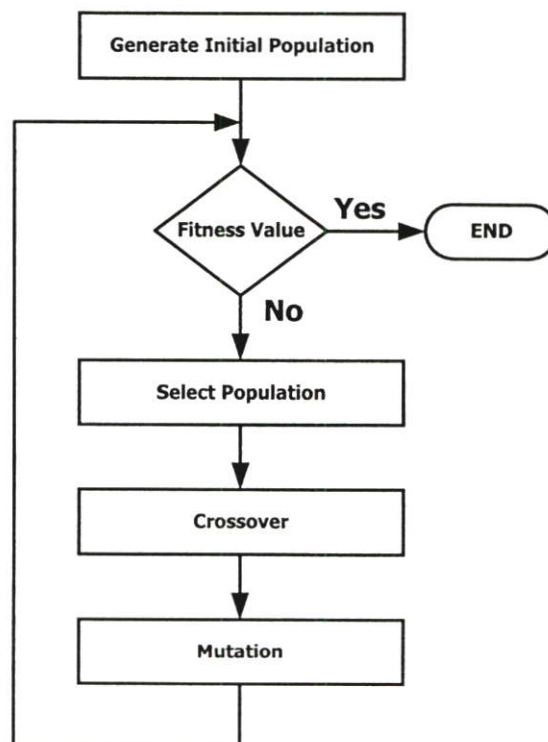 Generate Initial Population
Fitness Value
Yes
END
No
Select Population
Crossover
Mutation